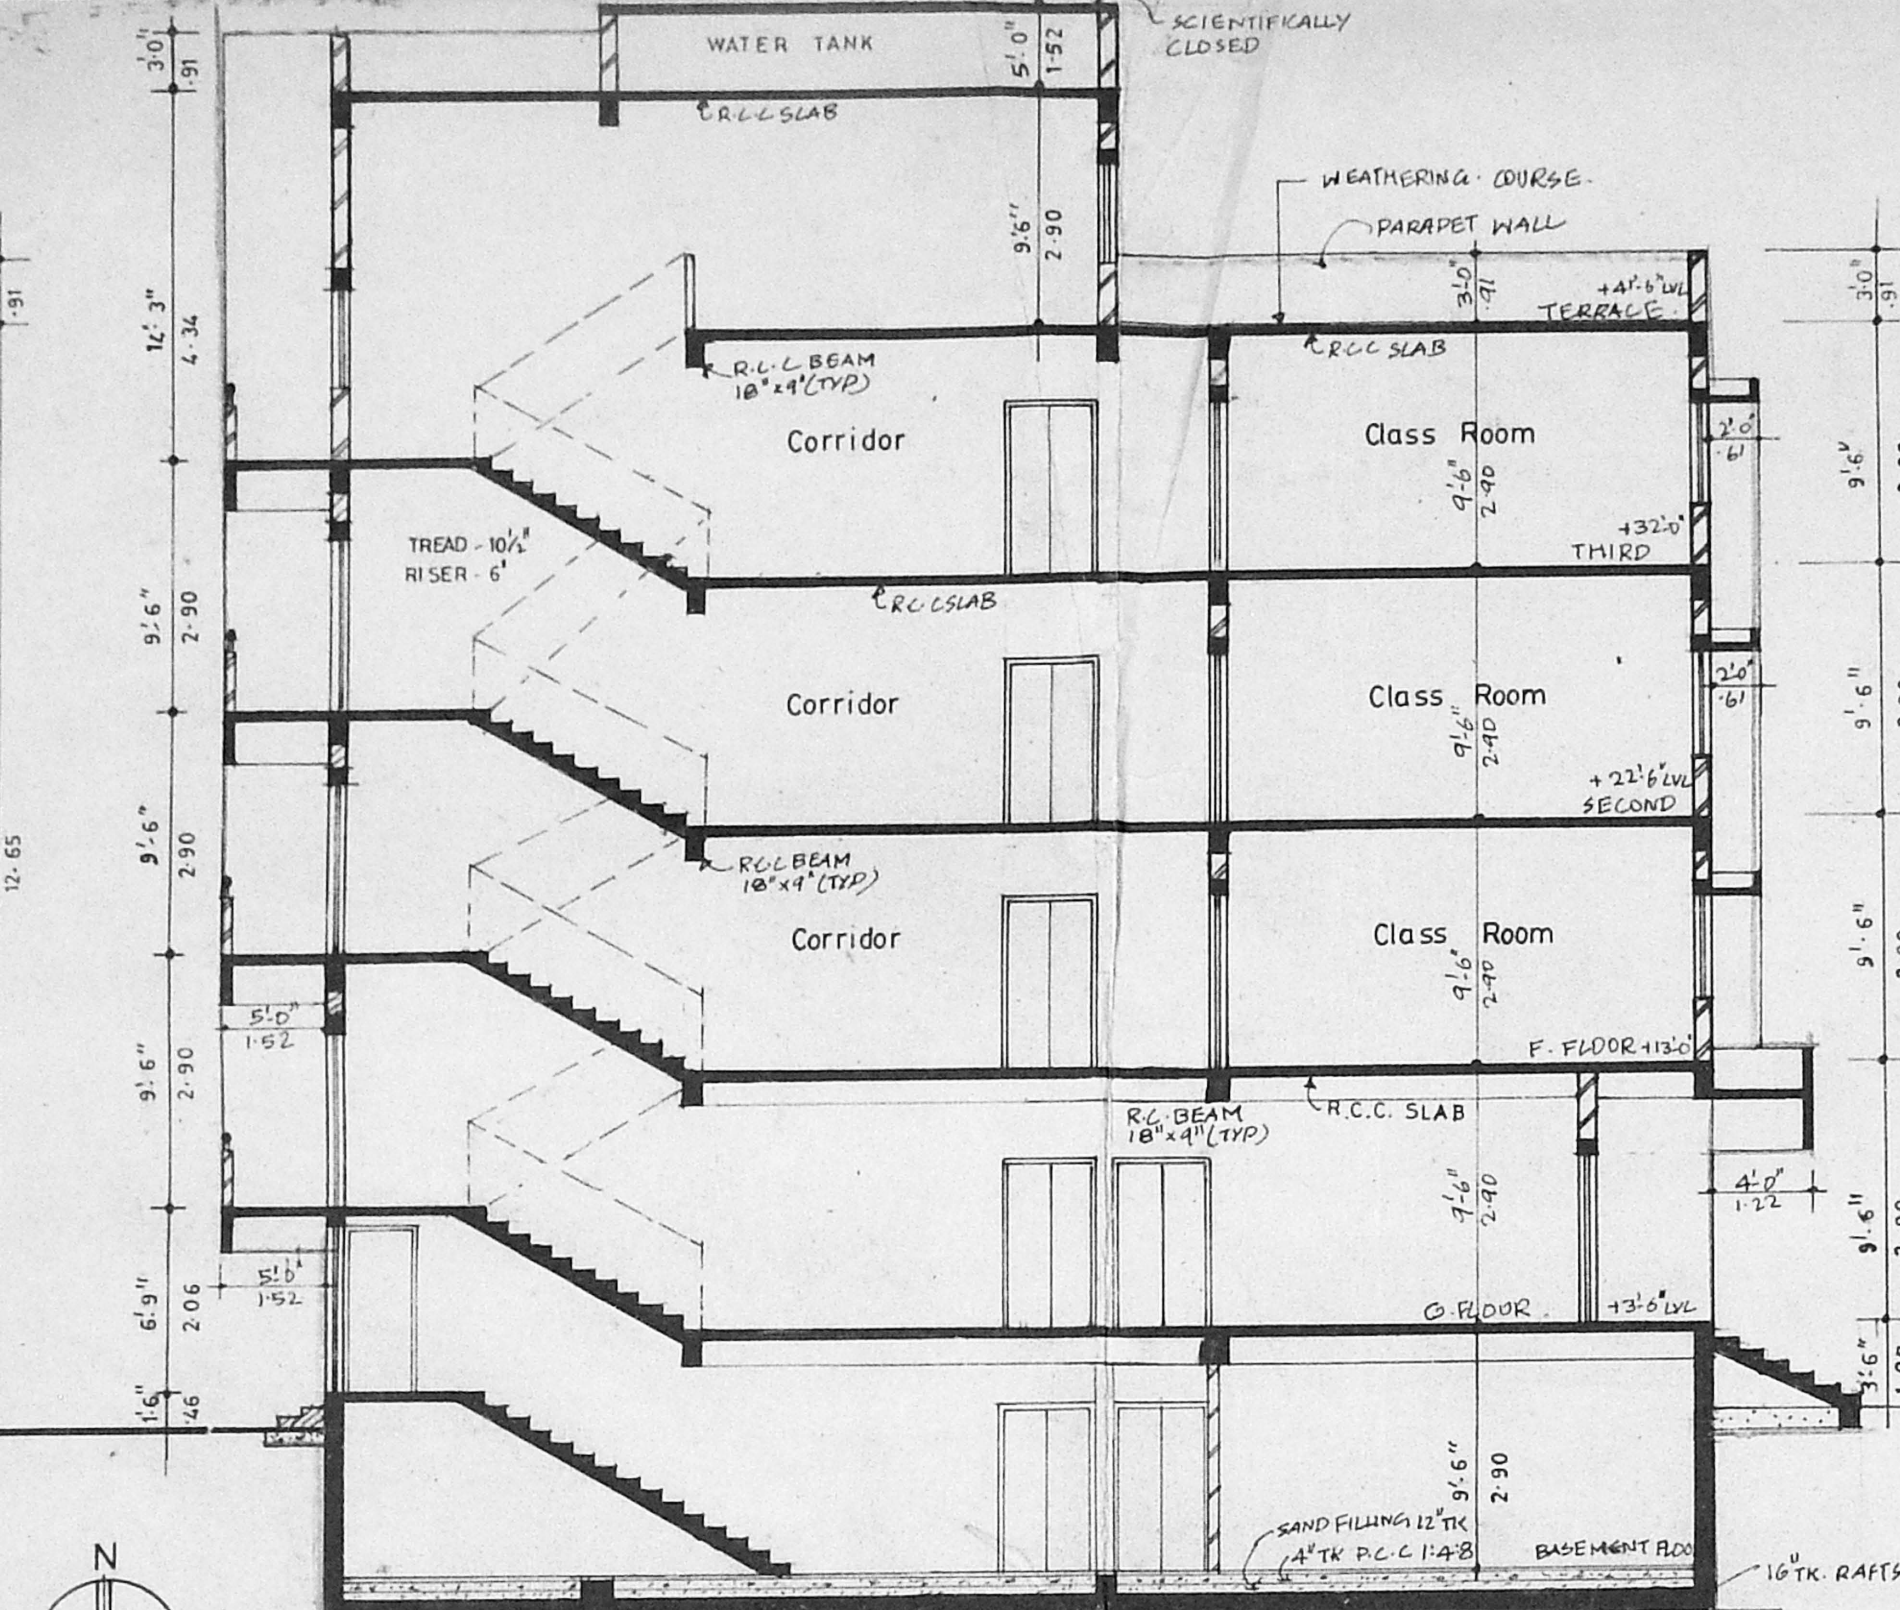 SCIENTIFICALLY
CLOSED
WATER TANK
5'-0"
1·52
3'-0"
·91
R.C.C SLAB
WEATHERING COURSE.
PARAPET WALL
9'.6"
2·90
3'-0"
·91
+41'-6" LVL
TERRACE.
3'-0"
·91
·91
14'-3"
4·34
R.C.C BEAM
18"x9"(TYP)
R.C.C SLAB
Corridor
Class Room
2'-0"
·61
9'-6"
2·90
9'.6"
+32'-0"
THIRD
TREAD - 10½"
RISER - 6'
R.C.C SLAB
9'-6"
2·90
Corridor
Class Room
2'-0"
·61
9'-6"
2·90
9'-6"
+22'-6" LVL
SECOND
12·65
9'-6"
2·90
R.C.C BEAM
18"x9"(TYP)
Corridor
Class Room
9'-6"
2·90
9'-6"
5'-0"
1·52
F. FLOOR +13'-0"
9'.6"
2·90
R.C. BEAM
18"x9"(TYP)
R.C.C. SLAB
9'-6"
2·90
4'-0"
1·22
9'-6"
5'-0"
1·52
6'-9"
2·06
G.FLOOR.
+3'-6" LVL
3'-6"
1'-6"
·46
9'.6"
2·90
SAND FILLING 12"TK
4"TK P.C.C 1:4:8
BASEMENT FLOO
16"TK. RAFTS
N